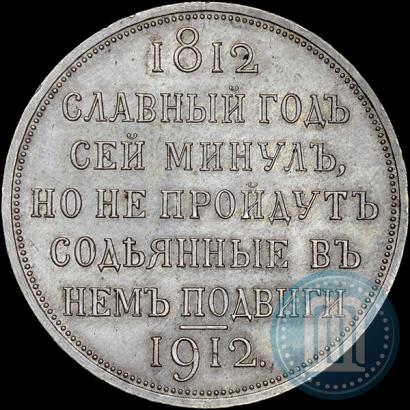 1812
СЛАВНЫЙ ГОДЪ
СЕЙ МИНУЛЪ,
НО НЕ ПРОЙДУТЪ
СОДѢЯННЫЕ ВЪ
НЕМЪ ПОДВИГИ
1912.